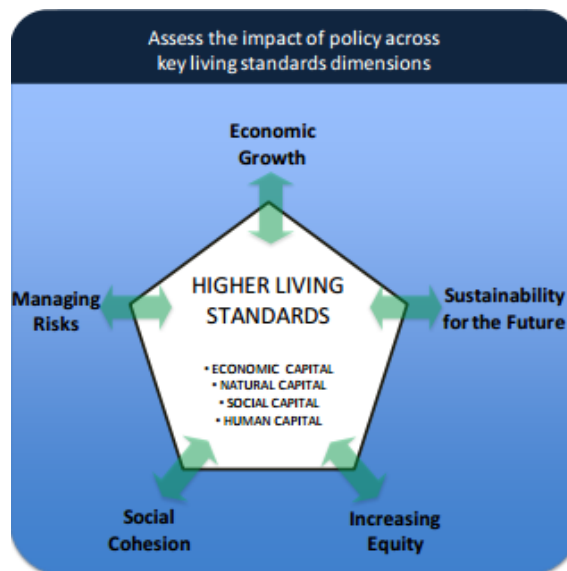 Assess the impact of policy across
key living standards dimensions
Economic
Growth
Managing
Risks
HIGHER LIVING
STANDARDS
• ECONOMIC CAPITAL
• NATURAL CAPITAL
• SOCIAL CAPITAL
• HUMAN CAPITAL
Sustainability
for the Future
Social
Cohesion
Increasing
Equity